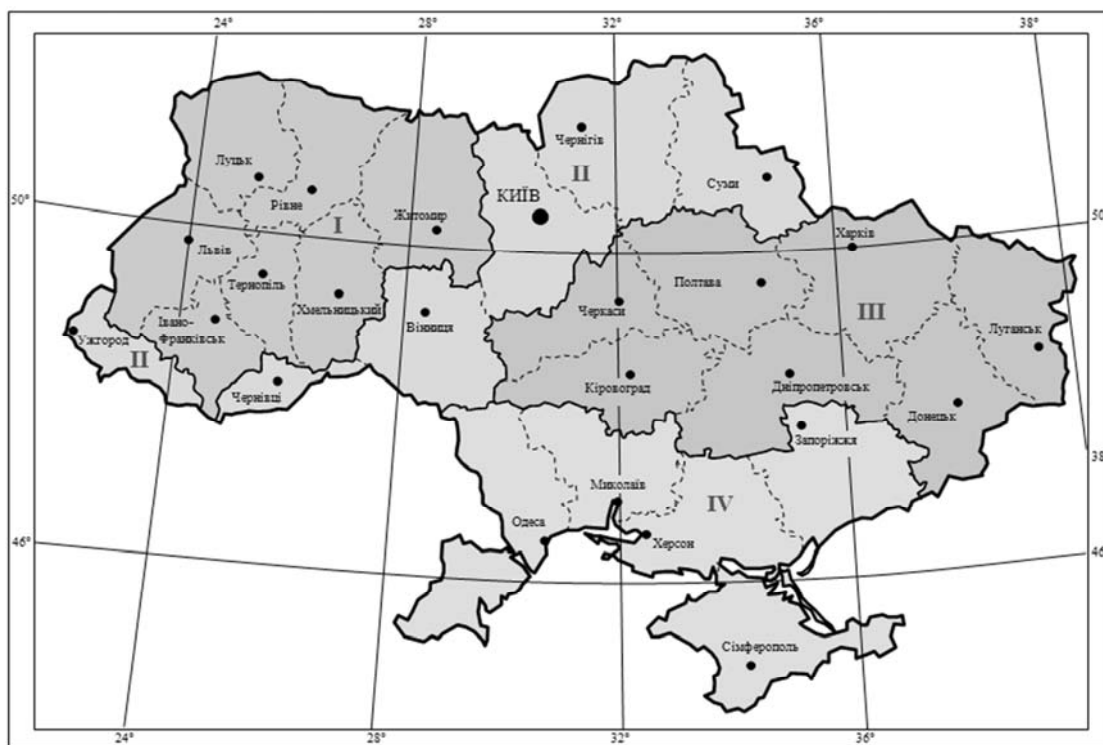 24°
28°
32°
36°
38°
Чернігів
II
Луцьк
Суми
КИЇВ
50°
Рівне
Житомир
50°
I
Харків
Львів
Тернопіль
Полтава
Хмельницький
Черкаси
III
Івано-
Франківськ
Вінниця
Луганськ
Ужгород
II
Кіровоград
Дніпропетровськ
Чернівці
Донецьк
Запоріжжя
38°
Миколаїв
IV
Одеса
Херсон
46°
46°
Сімферополь
24°
28°
32°
36°